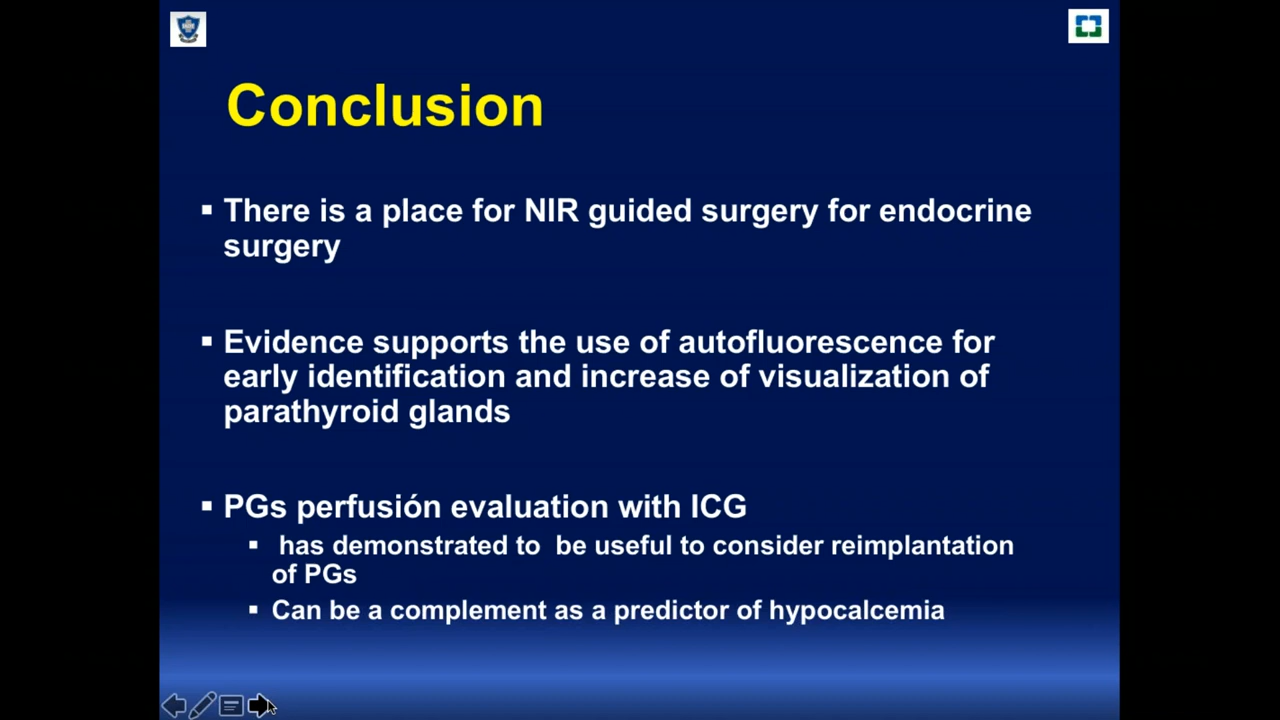 Conclusion
▪ There is a place for NIR guided surgery for endocrine
surgery
▪ Evidence supports the use of autofluorescence for
early identification and increase of visualization of
parathyroid glands
▪ PGs perfusión evaluation with ICG
▪ has demonstrated to be useful to consider reimplantation
of PGs
▪ Can be a complement as a predictor of hypocalcemia